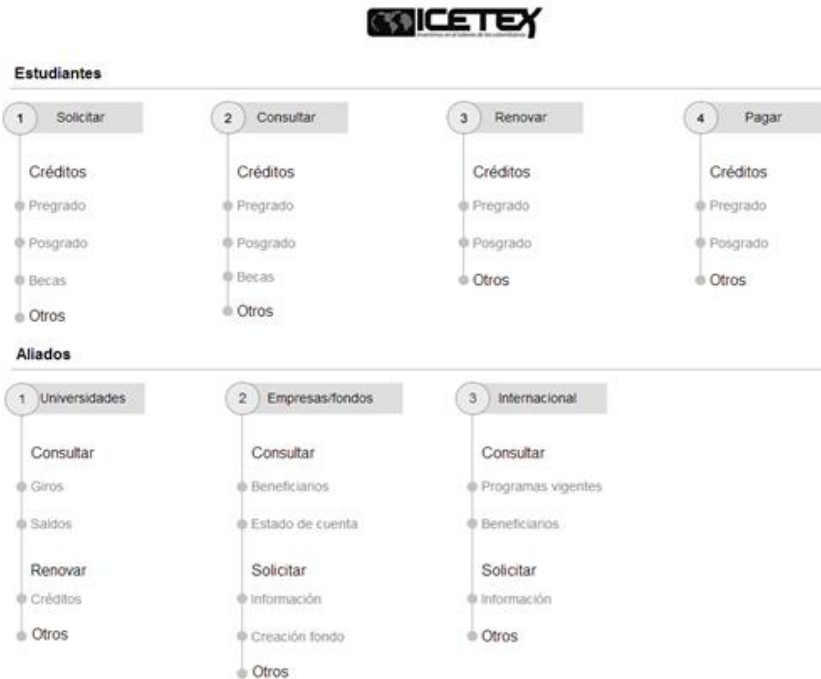 ICETEX
Estudiantes
1 Solicitar
Créditos
Pregrado
Posgrado
Becas
Otros
2 Consultar
Créditos
Pregrado
Posgrado
Becas
Otros
3 Renovar
Créditos
Pregrado
Posgrado
Otros
4 Pagar
Créditos
Pregrado
Posgrado
Otros
Aliados
1 Universidades
Consultar
Giros
Saldos
Renovar
Créditos
Otros
2 Empresas/fondos
Consultar
Beneficiarios
Estado de cuenta
Solicitar
Información
Creación fondo
Otros
3 Internacional
Consultar
Programas vigentes
Beneficiarios
Solicitar
Información
Otros